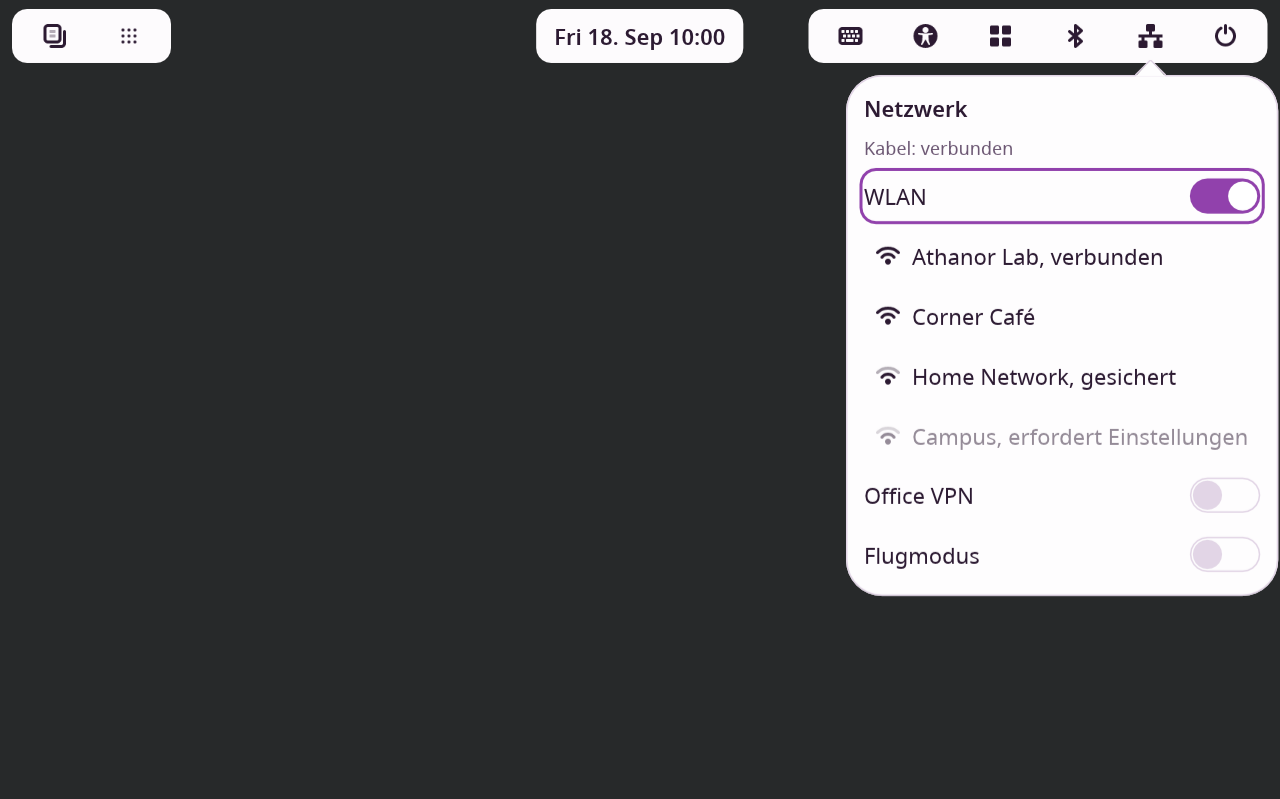 Fri 18. Sep 10:00
Netzwerk
Kabel: verbunden
WLAN
Athanor Lab, verbunden
Corner Café
Home Network, gesichert
Campus, erfordert Einstellungen
Office VPN
Flugmodus